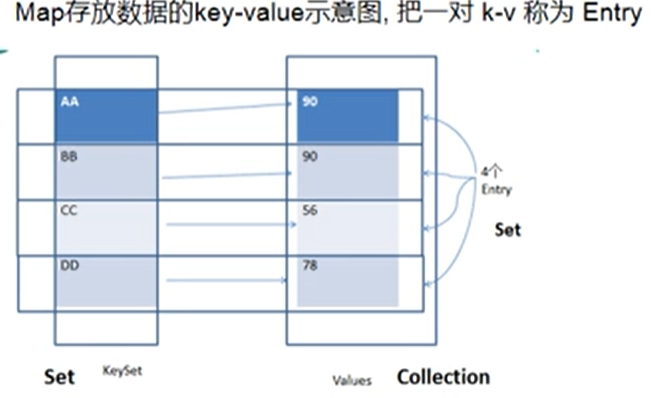 Map存放数据的key-value示意图, 把一对 k-v 称为 Entry
AA 90
BB 90
CC 56
DD 78
4个
Entry
Set
Set KeySet Values Collection